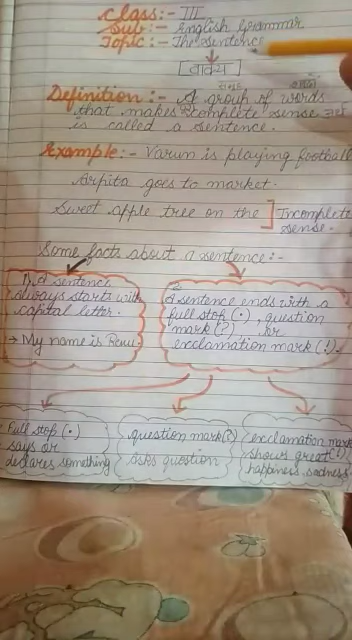 Class:- III
Sub:- English Grammar
Topic:- The sentence
[वाक्य]
समूह शब्दों
Definition:- A group of words
that makes complete sense अर्थ
is called a sentence.
Example:- Varun is playing football
Arpita goes to market.
Sweet apple tree on the ] Incomplete
sense.
Some facts about a sentence:-
1. A sentence
always starts with
capital letter.
→ My name is Renu.
2
A sentence ends with a
full stop (.), question
mark (?) or
exclamation mark (!).
Full stop (.)
says or
declares something
question mark(?)
asks question
exclamation mark
shows great(!)
happiness, sadness